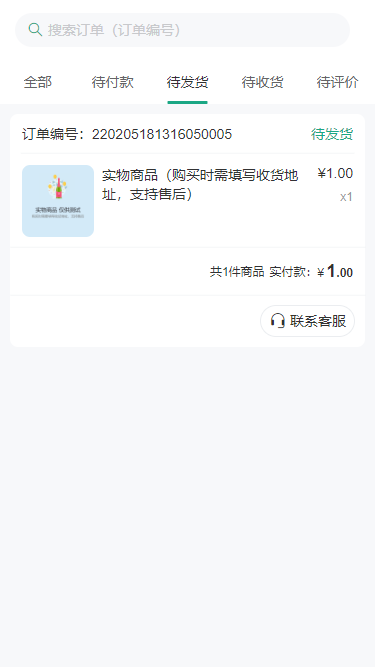 搜索订单（订单编号）
全部 待付款 待发货 待收货 待评价
订单编号：220205181316050005 待发货
实物商品（购买时需填写收货地 ¥1.00
址，支持售后） x1
实物商品 仅供测试
共1件商品 实付款：¥1.00
联系客服